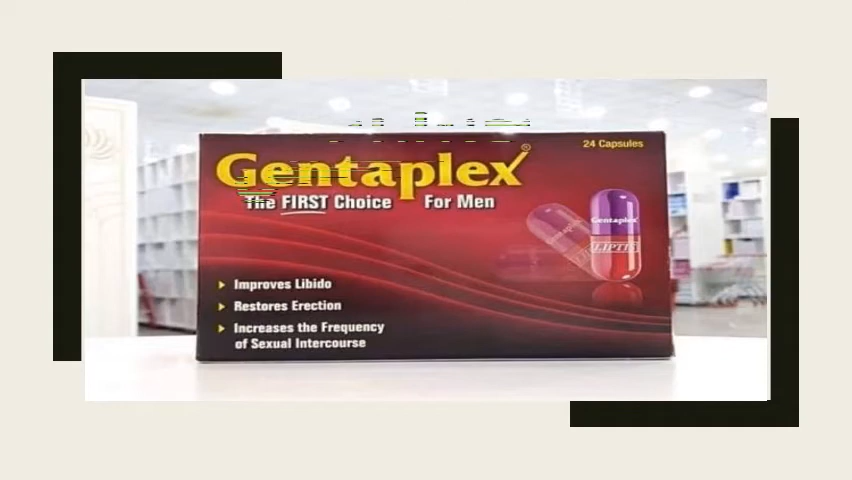 24 Capsules
Gentaplex®
The FIRST Choice For Men
Gentaplex
LIPTIS
Improves Libido
Restores Erection
Increases the Frequency
of Sexual Intercourse